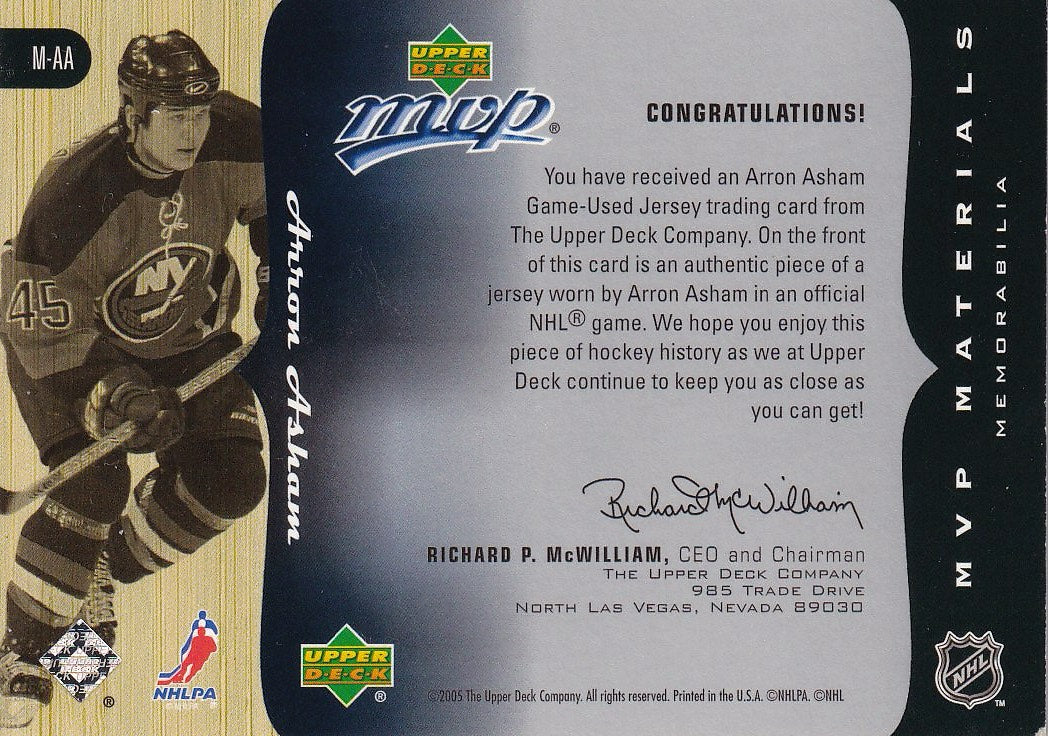 M-AA
UPPER
D·E·C·K
mvp®
CONGRATULATIONS!
You have received an Arron Asham
Game-Used Jersey trading card from
The Upper Deck Company. On the front
of this card is an authentic piece of a
jersey worn by Arron Asham in an official
NHL® game. We hope you enjoy this
piece of hockey history as we at Upper
Deck continue to keep you as close as
you can get!
Richard McWilliam
RICHARD P. McWILLIAM, CEO and Chairman
THE UPPER DECK COMPANY
985 TRADE DRIVE
NORTH LAS VEGAS, NEVADA 89030
Arron Asham
NY
45
NHLPA
UPPER
D·E·C·K
®
®
©2005 The Upper Deck Company. All rights reserved. Printed in the U.S.A. ©NHLPA. ©NHL
MVP MATERIALS
MEMORABILIA
NHL
TM